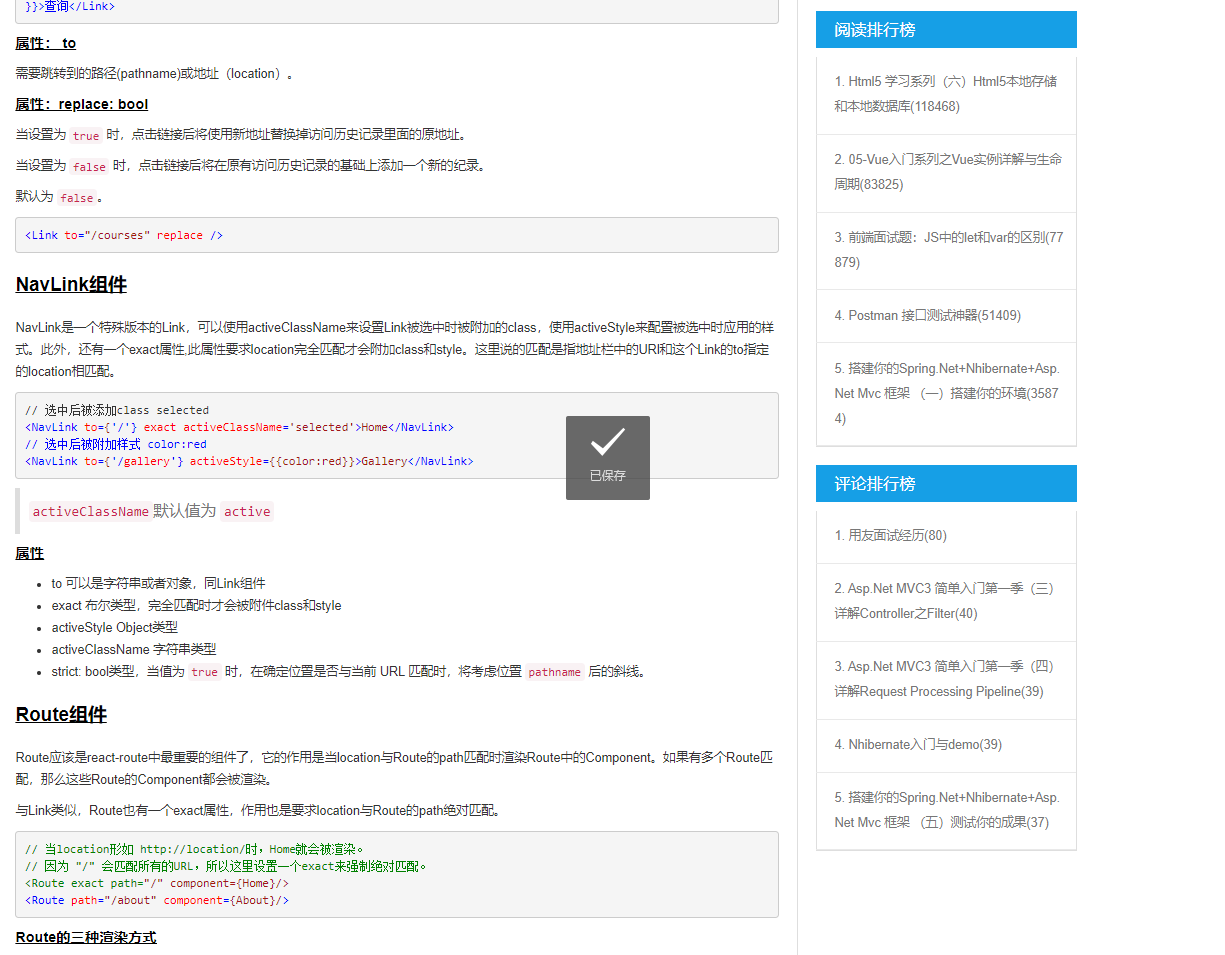 }}>查询</Link>
属性： to
需要跳转到的路径(pathname)或地址（location）。
属性：replace: bool
当设置为 true 时，点击链接后将使用新地址替换掉访问历史记录里面的原地址。
当设置为 false 时，点击链接后将在原有访问历史记录的基础上添加一个新的纪录。
默认为 false 。
<Link to="/courses" replace />
NavLink组件
NavLink是一个特殊版本的Link，可以使用activeClassName来设置Link被选中时被附加的class，使用activeStyle来配置被选中时应用的样
式。此外，还有一个exact属性,此属性要求location完全匹配才会附加class和style。这里说的匹配是指地址栏中的URl和这个Link的to指定
的location相匹配。
// 选中后被添加class selected
<NavLink to={'/'} exact activeClassName='selected'>Home</NavLink>
// 选中后被附加样式 color:red
<NavLink to={'/gallery'} activeStyle={{color:red}}>Gallery</NavLink>
已保存
activeClassName 默认值为 active
属性
to 可以是字符串或者对象，同Link组件
exact 布尔类型，完全匹配时才会被附件class和style
activeStyle Object类型
activeClassName 字符串类型
strict: bool类型，当值为 true 时，在确定位置是否与当前 URL 匹配时，将考虑位置 pathname 后的斜线。
Route组件
Route应该是react-route中最重要的组件了，它的作用是当location与Route的path匹配时渲染Route中的Component。如果有多个Route匹
配，那么这些Route的Component都会被渲染。
与Link类似，Route也有一个exact属性，作用也是要求location与Route的path绝对匹配。
// 当location形如 http://location/时，Home就会被渲染。
// 因为 "/" 会匹配所有的URL，所以这里设置一个exact来强制绝对匹配。
<Route exact path="/" component={Home}/>
<Route path="/about" component={About}/>
Route的三种渲染方式
阅读排行榜
1. Html5 学习系列（六）Html5本地存储
和本地数据库(118468)
2. 05-Vue入门系列之Vue实例详解与生命
周期(83825)
3. 前端面试题：JS中的let和var的区别(77
879)
4. Postman 接口测试神器(51409)
5. 搭建你的Spring.Net+Nhibernate+Asp.
Net Mvc 框架 （一）搭建你的环境(3587
4)
评论排行榜
1. 用友面试经历(80)
2. Asp.Net MVC3 简单入门第一季（三）
详解Controller之Filter(40)
3. Asp.Net MVC3 简单入门第一季（四）
详解Request Processing Pipeline(39)
4. Nhibernate入门与demo(39)
5. 搭建你的Spring.Net+Nhibernate+Asp.
Net Mvc 框架 （五）测试你的成果(37)